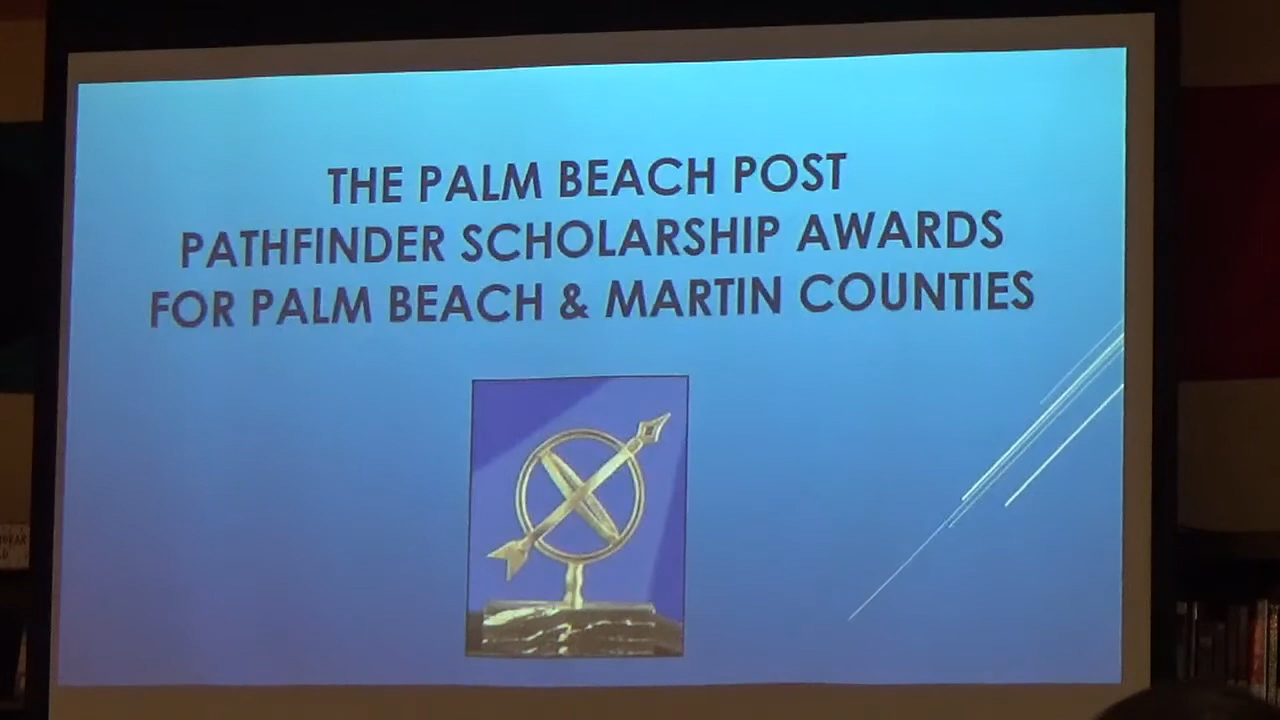 THE PALM BEACH POST
PATHFINDER SCHOLARSHIP AWARDS
FOR PALM BEACH & MARTIN COUNTIES